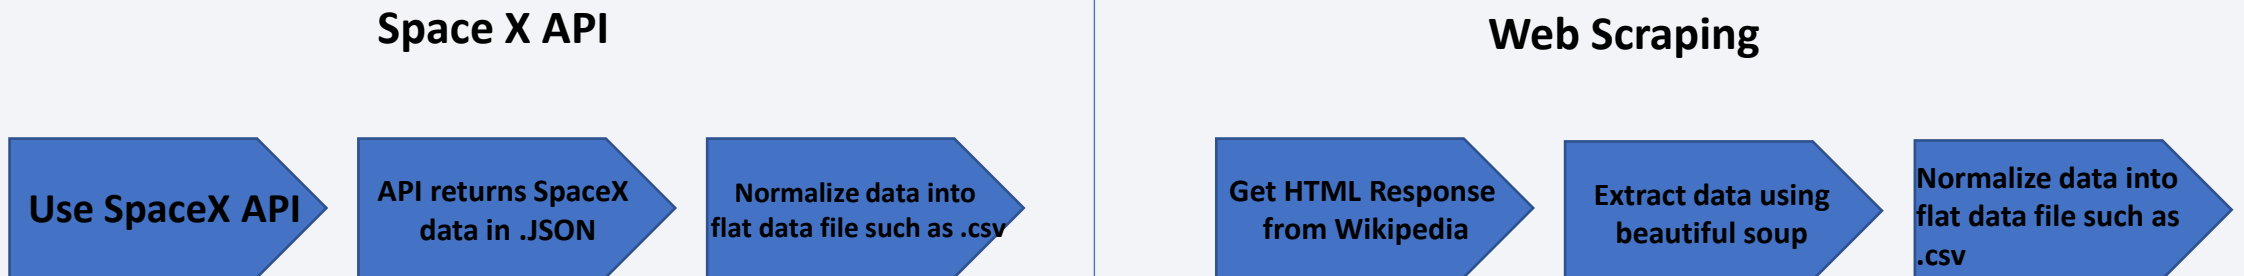 Space X API
Use SpaceX API
API returns SpaceX
data in .JSON
Normalize data into
flat data file such as .csv
Web Scraping
Get HTML Response
from Wikipedia
Extract data using
beautiful soup
Normalize data into
flat data file such as
.csv